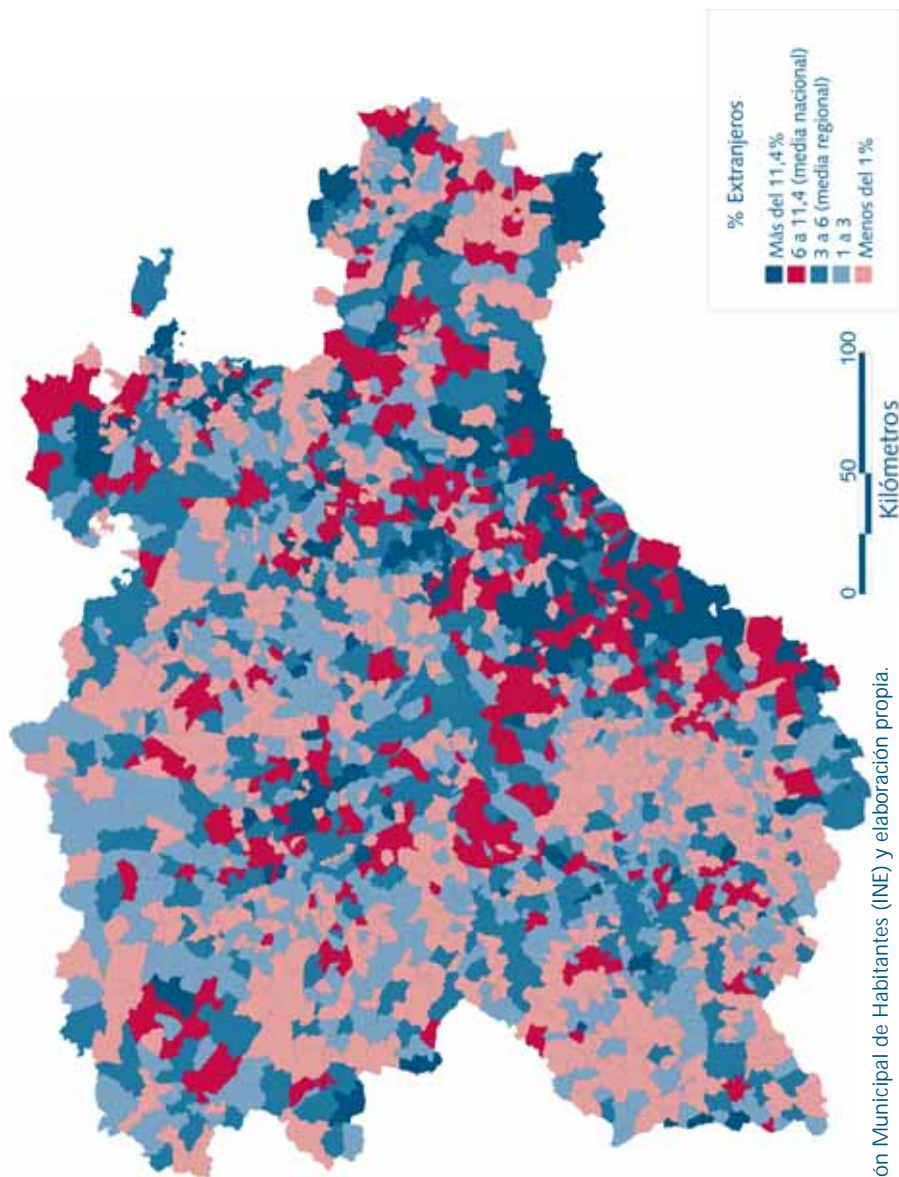 % Extranjeros
Más del 11,4%
6 a 11,4 (media nacional)
3 a 6 (media regional)
1 a 3
Menos del 1%
0 50 100
Kilómetros
ón Municipal de Habitantes (INE) y elaboración propia.